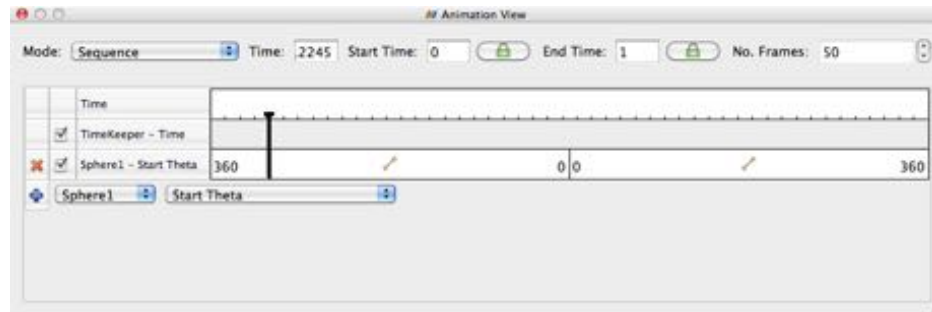 Animation View
Mode: Sequence Time: 2245 Start Time: 0 End Time: 1 No. Frames: 50
Time
TimeKeeper - Time
Sphere1 - Start Theta 360 0 0 360
Sphere1 Start Theta